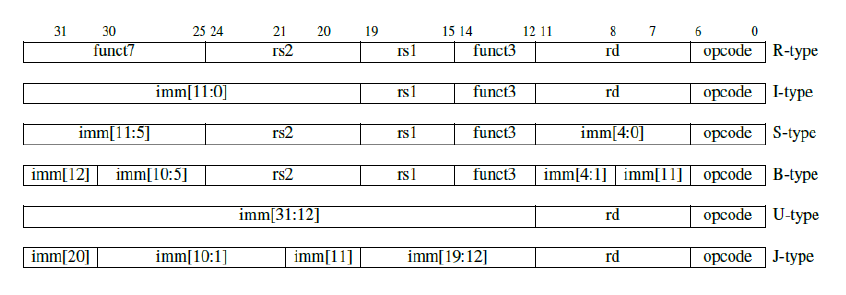 31 30 25 24 21 20 19 15 14 12 11 8 7 6 0
funct7 rs2 rs1 funct3 rd opcode R-type
imm[11:0] rs1 funct3 rd opcode I-type
imm[11:5] rs2 rs1 funct3 imm[4:0] opcode S-type
imm[12] imm[10:5] rs2 rs1 funct3 imm[4:1] imm[11] opcode B-type
imm[31:12] rd opcode U-type
imm[20] imm[10:1] imm[11] imm[19:12] rd opcode J-type